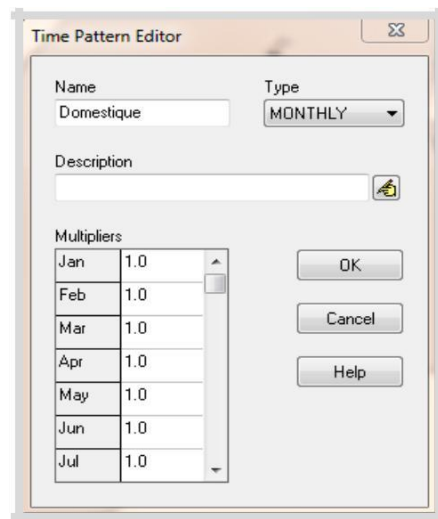 Time Pattern Editor
Name
Type
Domestique
MONTHLY
Description
Multipliers
Jan 1.0
Feb 1.0
Mar 1.0
Apr 1.0
May 1.0
Jun 1.0
Jul 1.0
OK
Cancel
Help